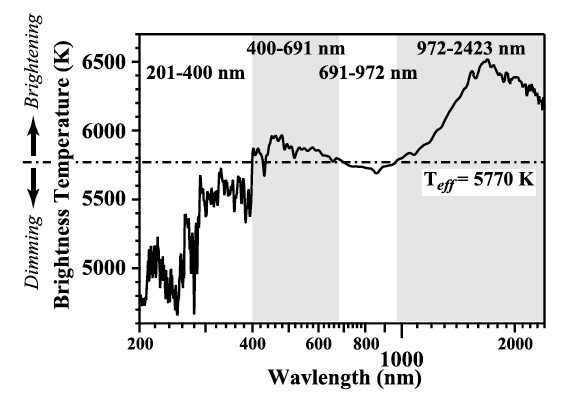 400-691 nm
972-2423 nm
201-400 nm
691-972 nm
Dimming
Brightening
Brightness Temperature (K)
6500
6000
5500
5000
Teff= 5770 K
200
400
600
800
1000
2000
Wavlength (nm)